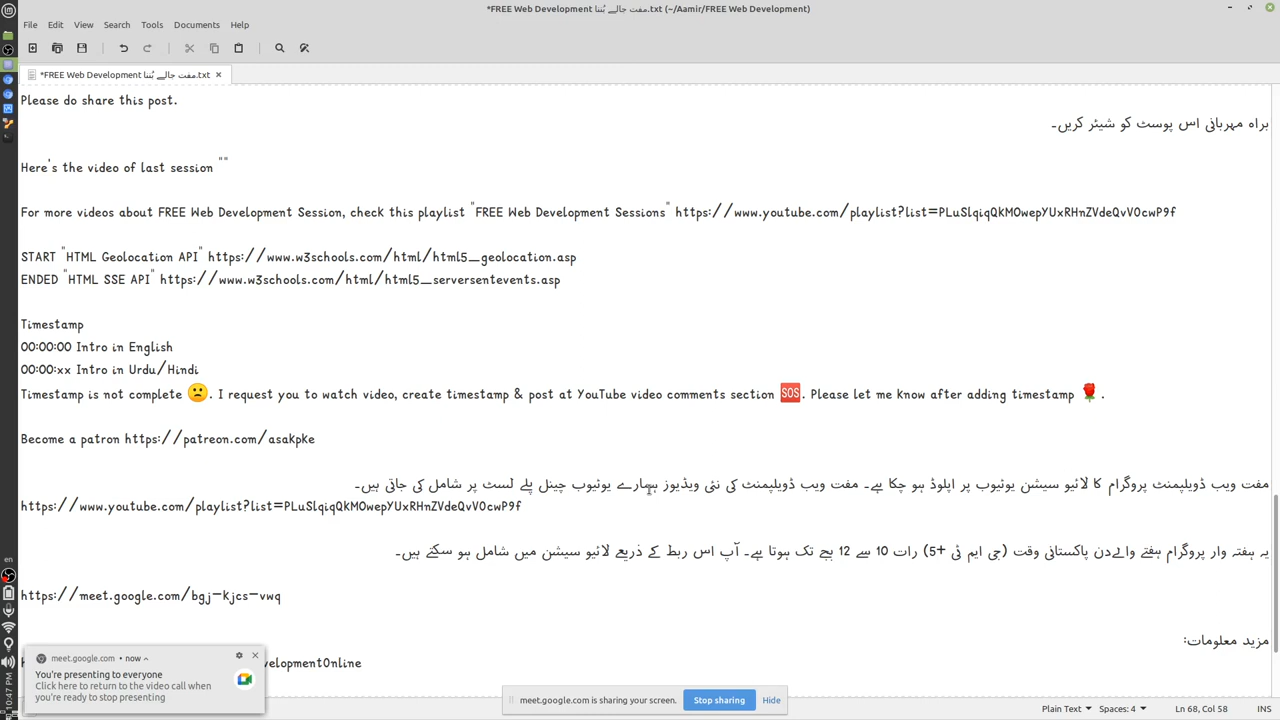 *FREE Web Development مفت جالے بُننا.txt (~/Aamir/FREE Web Development)
File Edit View Search Tools Documents Help
*FREE Web Development مفت جالے بُننا.txt
Please do share this post.
براہ مہربانی اس پوسٹ کو شیئر کریں۔
Here's the video of last session ""
For more videos about FREE Web Development Session, check this playlist "FREE Web Development Sessions" https://www.youtube.com/playlist?list=PLuSlqiqQkMOwepYUxRHnZVdeQvV0cwP9f
START "HTML Geolocation API" https://www.w3schools.com/html/html5_geolocation.asp
ENDED "HTML SSE API" https://www.w3schools.com/html/html5_serversentevents.asp
Timestamp
00:00:00 Intro in English
00:00:xx Intro in Urdu/Hindi
Timestamp is not complete 🙁. I request you to watch video, create timestamp & post at YouTube video comments section 🆘. Please let me know after adding timestamp 🌹.
Become a patron https://patreon.com/asakpke
مفت ویب ڈویلپمنٹ پروگرام کا لائیو سیشن یوٹیوب پر اپلوڈ ہو چکا ہے۔ مفت ویب ڈویلپمنٹ کی نئی ویڈیوز ہمارے یوٹیوب چینل پلے لسٹ پر شامل کی جاتی ہیں۔
https://www.youtube.com/playlist?list=PLuSlqiqQkMOwepYUxRHnZVdeQvV0cwP9f
یہ ہفتہ وار پروگرام ہفتے والےدن پاکستانی وقت (جی ایم ٹی +5) رات 10 سے 12 بجے تک ہوتا ہے۔ آپ اس ربط کے ذریعے لائیو سیشن میں شامل ہو سکتے ہیں۔
https://meet.google.com/bgj-kjcs-vwq
مزید معلومات:
elopmentOnline
meet.google.com • now
You're presenting to everyone
Click here to return to the video call when
you're ready to stop presenting
meet.google.com is sharing your screen. Stop sharing Hide
en
10:47 PM
Plain Text Spaces: 4 Ln 68, Col 58 INS